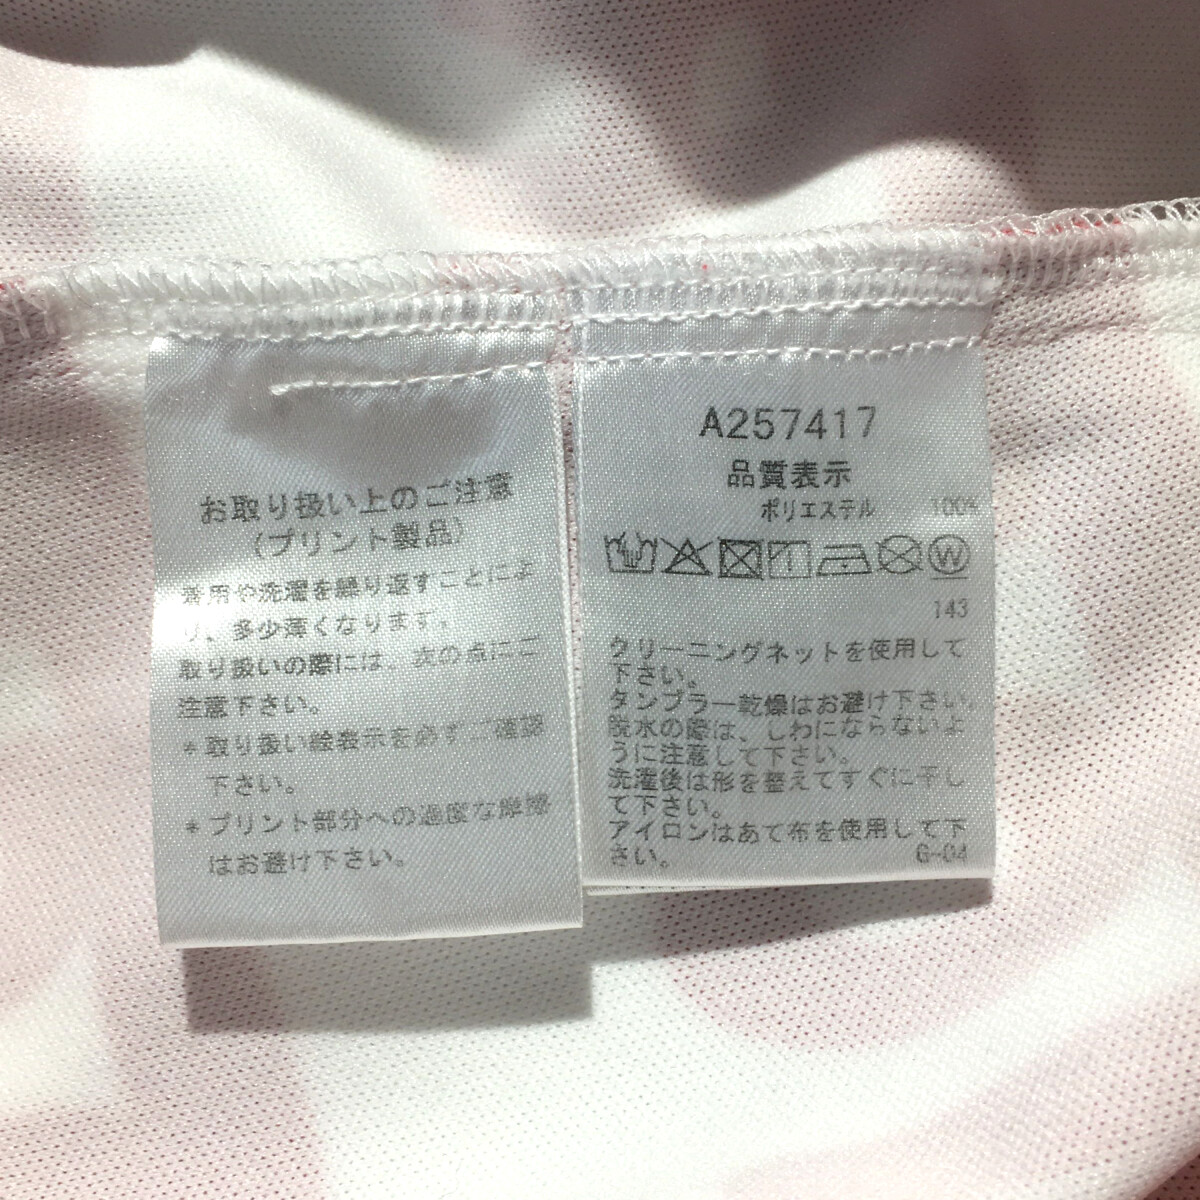 お取り扱い上のご注意
(プリント製品)
着用や洗濯を繰り返すことによ
り、多少薄くなります。
取り扱いの際には、次の点にご
注意下さい。
*取り扱い絵表示を必ずご確認
下さい。
*プリント部分への過度な摩擦
はお避け下さい。
A257417
品質表示
ポリエステル 100%
W
143
クリーニングネットを使用して
下さい。
タンブラー乾燥はお避け下さい。
脱水の際は、しわにならないよ
うに注意して下さい。
洗濯後は形を整えてすぐに干し
て下さい。
アイロンはあて布を使用して下
さい。 G-04